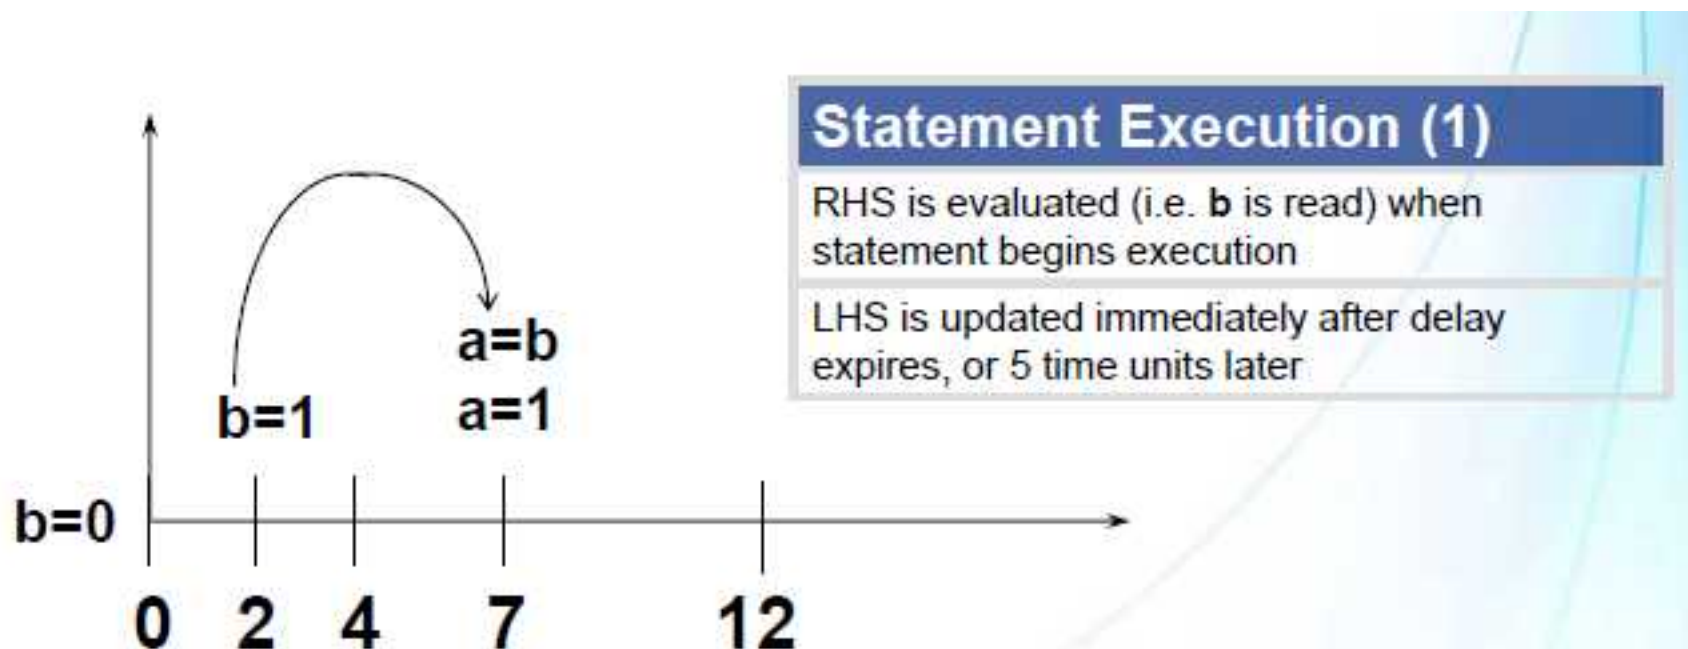 Statement Execution (1)
RHS is evaluated (i.e. b is read) when
statement begins execution
LHS is updated immediately after delay
expires, or 5 time units later
a=b
b=1 a=1
b=0
0 2 4 7 12